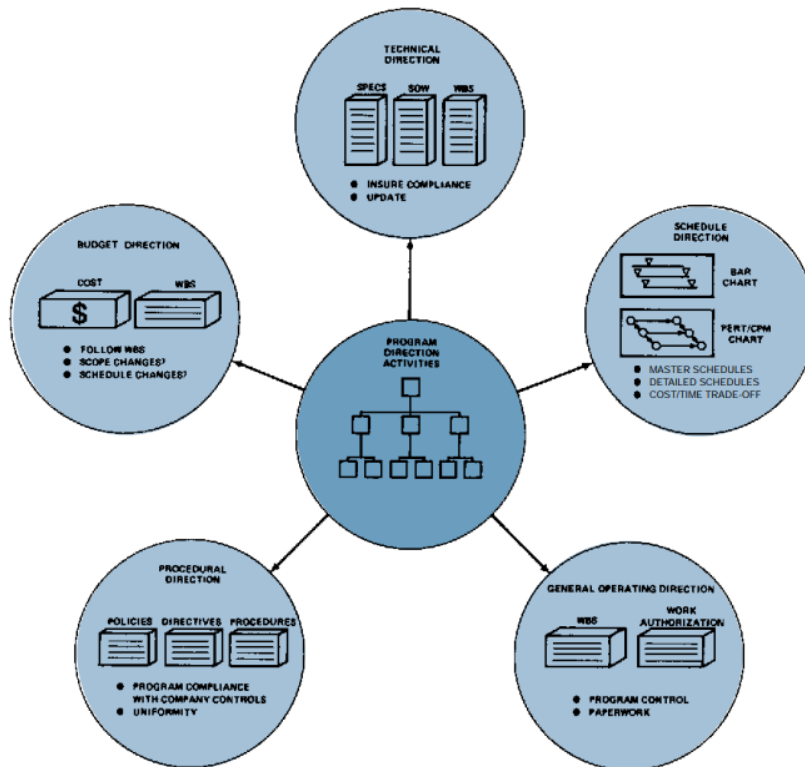 TECHNICAL
DIRECTION
SPECS SOW WBS
● INSURE COMPLIANCE
● UPDATE
BUDGET DIRECTION
COST WBS
$
● FOLLOW WBS
● SCOPE CHANGES?
● SCHEDULE CHANGES?
SCHEDULE
DIRECTION
BAR
CHART
PERT/CPM
CHART
● MASTER SCHEDULES
● DETAILED SCHEDULES
● COST/TIME TRADE-OFF
PROGRAM
DIRECTION
ACTIVITIES
PROCEDURAL
DIRECTION
POLICIES DIRECTIVES PROCEDURES
● PROGRAM COMPLIANCE
WITH COMPANY CONTROLS
● UNIFORMITY
GENERAL OPERATING DIRECTION
WBS WORK
AUTHORIZATION
● PROGRAM CONTROL
● PAPERWORK